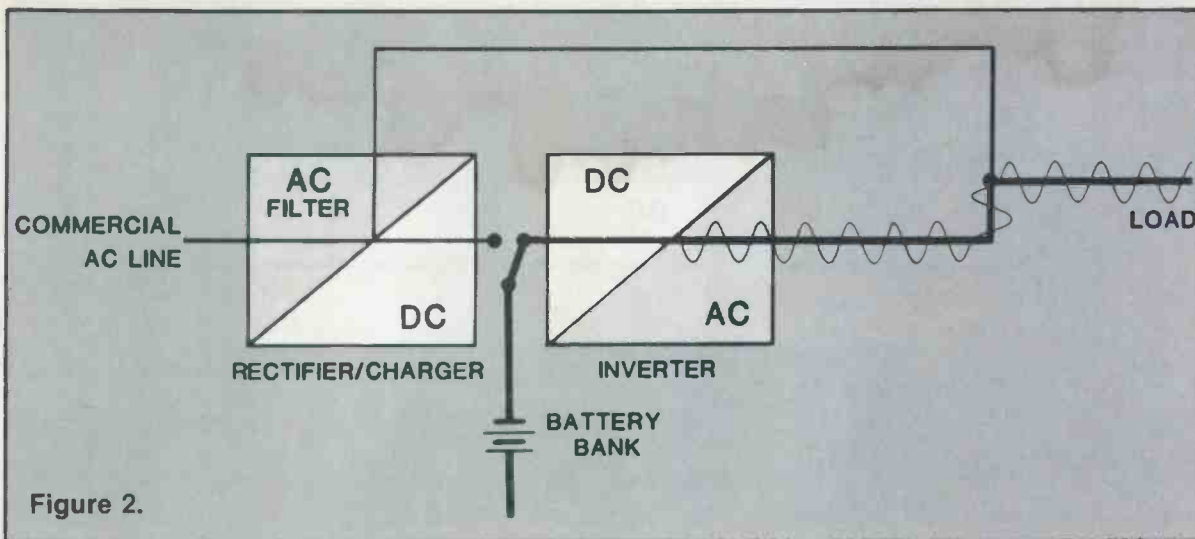 AC
FILTER
COMMERCIAL
AC LINE
DC
RECTIFIER/CHARGER
DC
AC
INVERTER
BATTERY
BANK
LOAD
Figure 2.